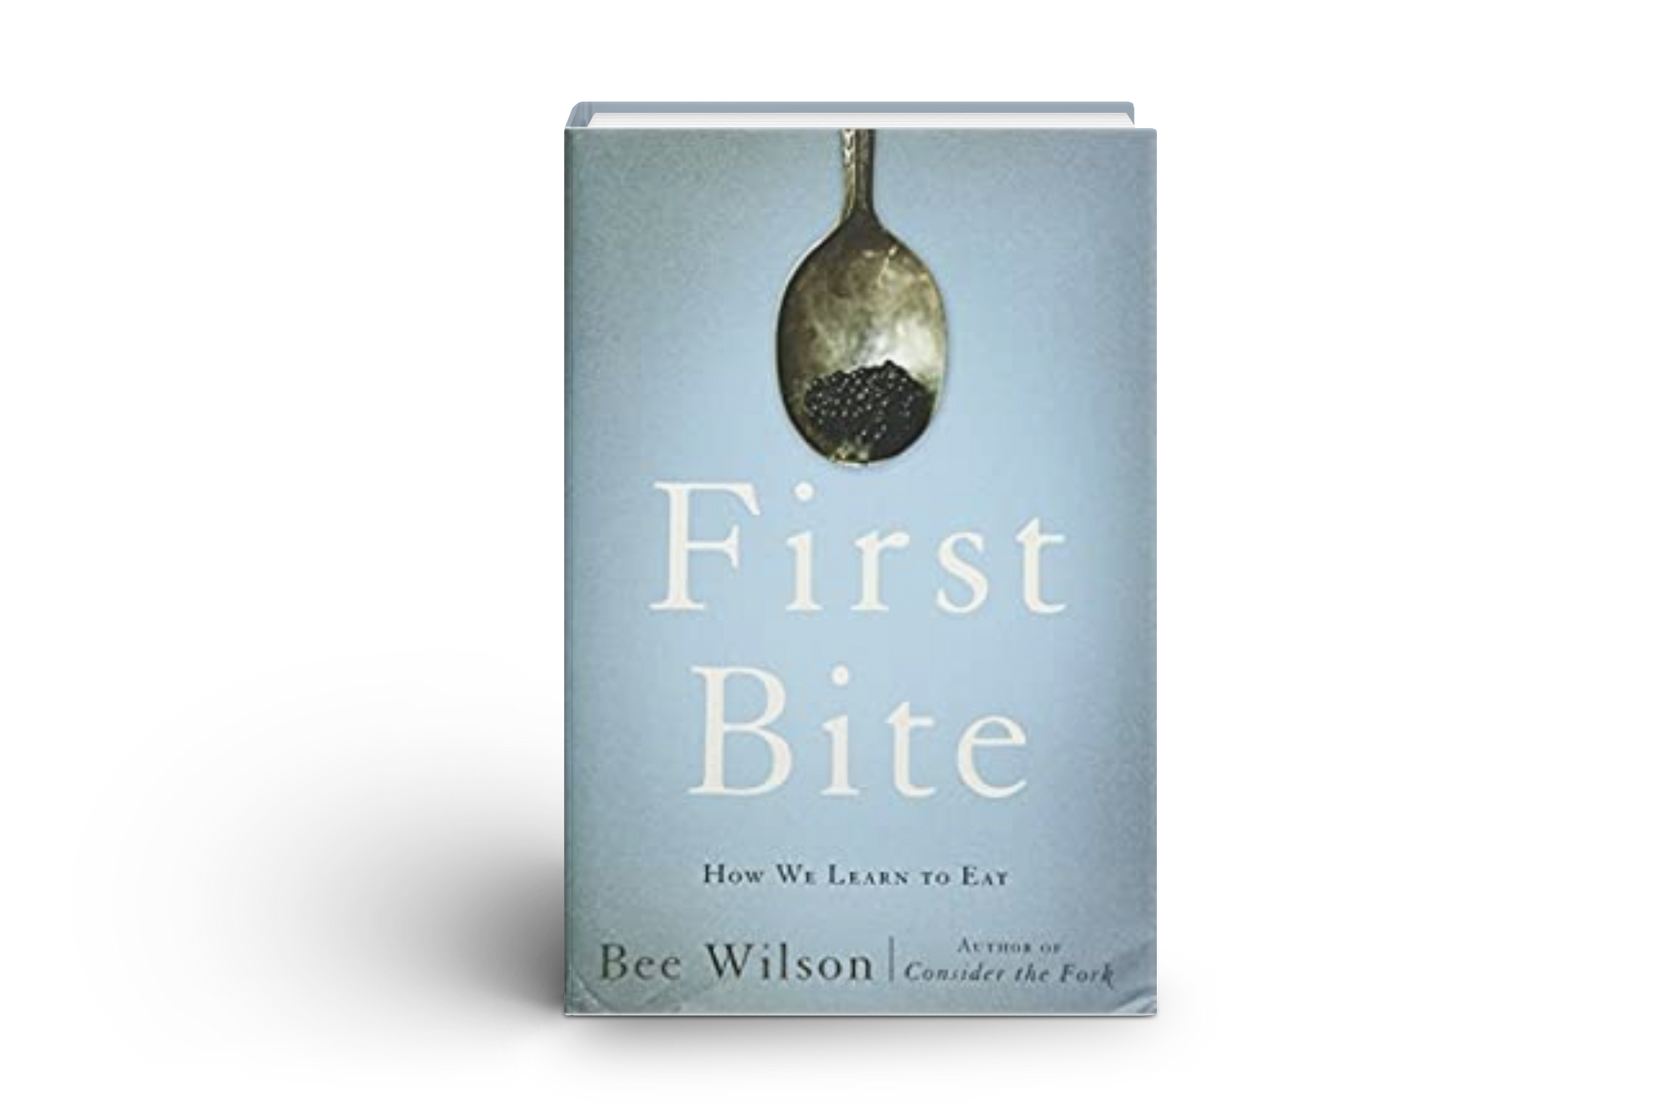 First
Bite
How We Learn to Eat
Bee Wilson
Author of
Consider the Fork